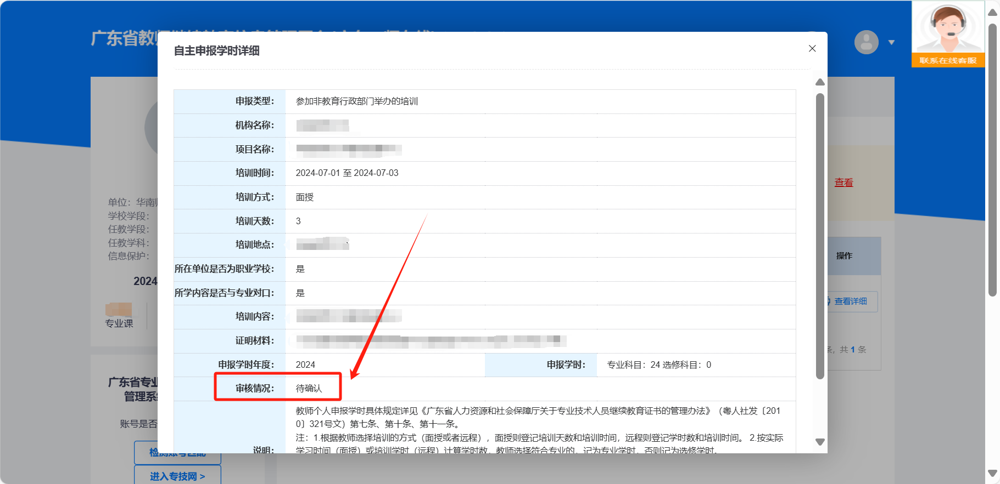 广东省教师
联系在线客服
自主申报学时详细
申报类型：
参加非教育行政部门举办的培训
机构名称：
项目名称：
培训时间：
2024-07-01 至 2024-07-03
培训方式：
面授
培训天数：
3
培训地点：
所在单位是否为职业学校：
是
所学内容是否与专业对口：
是
培训内容：
证明材料：
申报学时年度：
2024
申报学时：
专业科目：24 选修科目：0
审核情况：
待确认
说明：
教师个人申报学时具体规定详见《广东省人力资源和社会保障厅关于专业技术人员继续教育证书的管理办法》（粤人社发〔201
0〕321号文）第七条、第十条、第十一条。
注：1.根据教师选择培训的方式（面授或者远程），面授则登记培训天数和培训时间，远程则登记学时数和培训时间。 2.按实际
学习时间（面授）或培训学时（远程）计算学时数，教师选择符合专业的，记为专业学时，否则记为选修学时。
单位：华南
学校学段：
任教学段：
任教学科：
信息保护：
2024
专业课
广东省专业
管理系
账号是否
检测账号匹配
进入专技网 >
查看
操作
查看详细
条，共 1 条